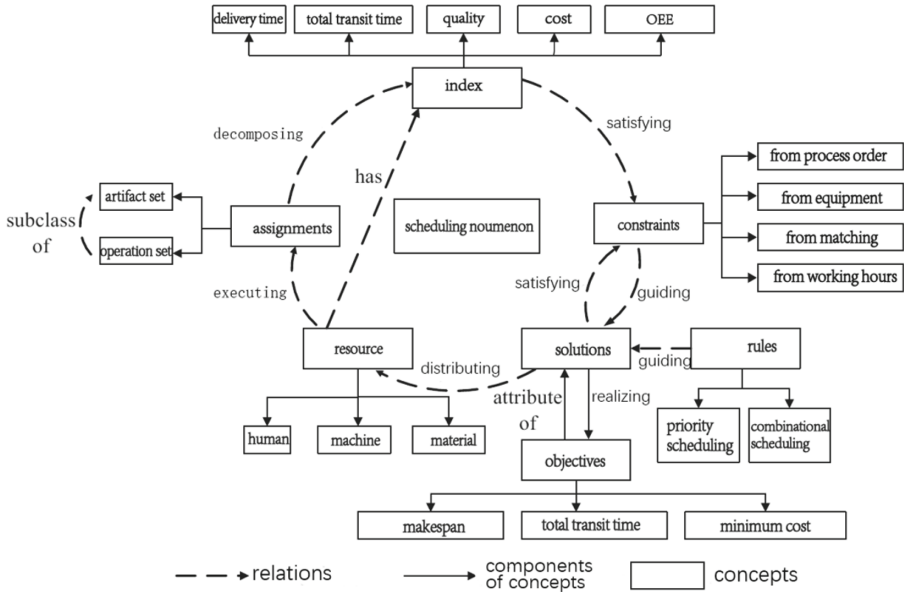 delivery time
total transit time
quality
cost
OEE
index
decomposing
satisfying
has
from process order
artifact set
from equipment
subclass
of
assignments
scheduling noumenon
constraints
from matching
operation set
from working hours
executing
satisfying
guiding
resource
solutions
rules
distributing
guiding
attribute
of
realizing
human
machine
material
priority
scheduling
combinational
scheduling
objectives
makespan
total transit time
minimum cost
relations
components
of concepts
concepts